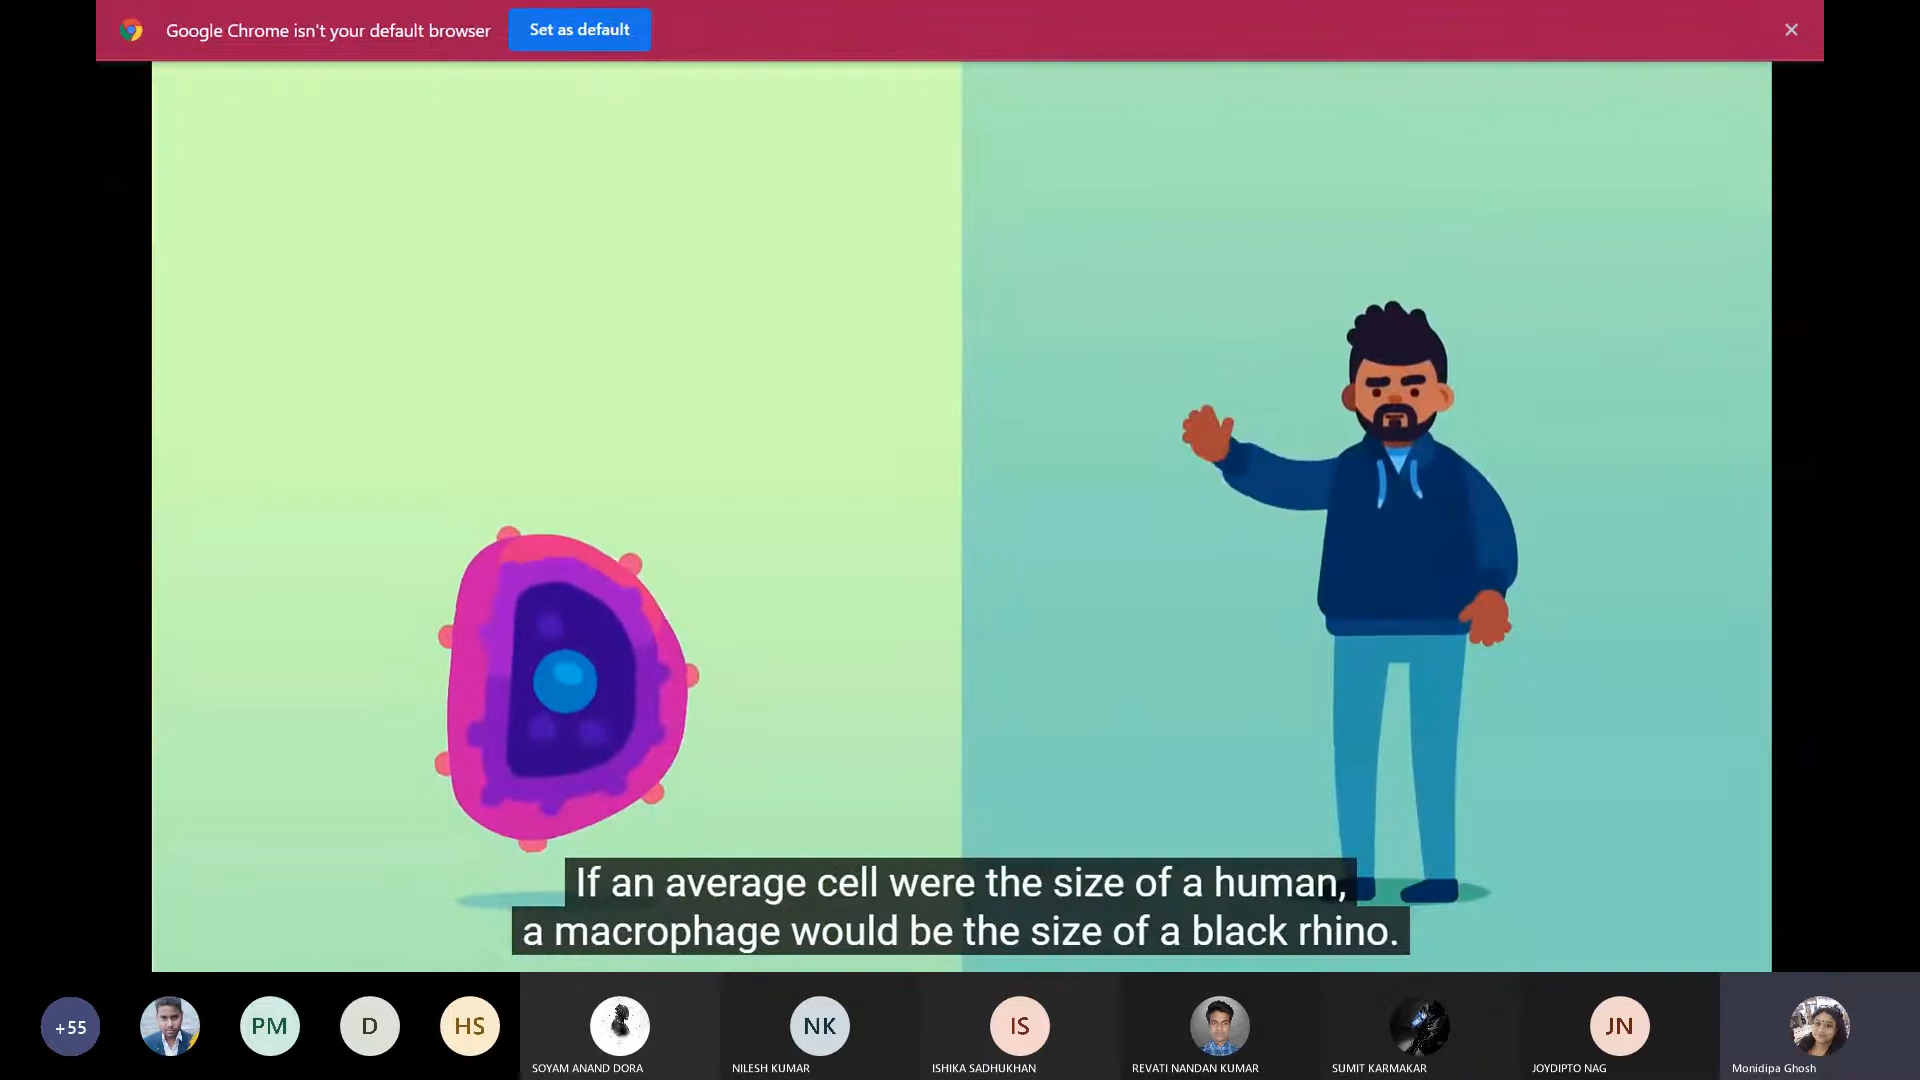 Google Chrome isn't your default browser
Set as default
If an average cell were the size of a human,
a macrophage would be the size of a black rhino.
+55
PM
D
HS
NK
IS
JN
SOYAM ANAND DORA
NILESH KUMAR
ISHIKA SADHUKHAN
REVATI NANDAN KUMAR
SUMIT KARMAKAR
JOYDIPTO NAG
Monidipa Ghosh